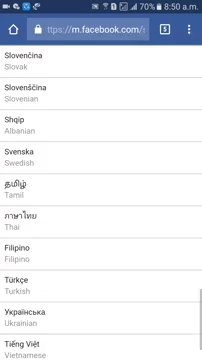 70% 8:50 a.m.
ttps://m.facebook.com/s
5
Slovenčina
Slovak
Slovenščina
Slovenian
Shqip
Albanian
Svenska
Swedish
தமிழ்
Tamil
ภาษาไทย
Thai
Filipino
Filipino
Türkçe
Turkish
Українська
Ukrainian
Tiếng Việt
Vietnamese